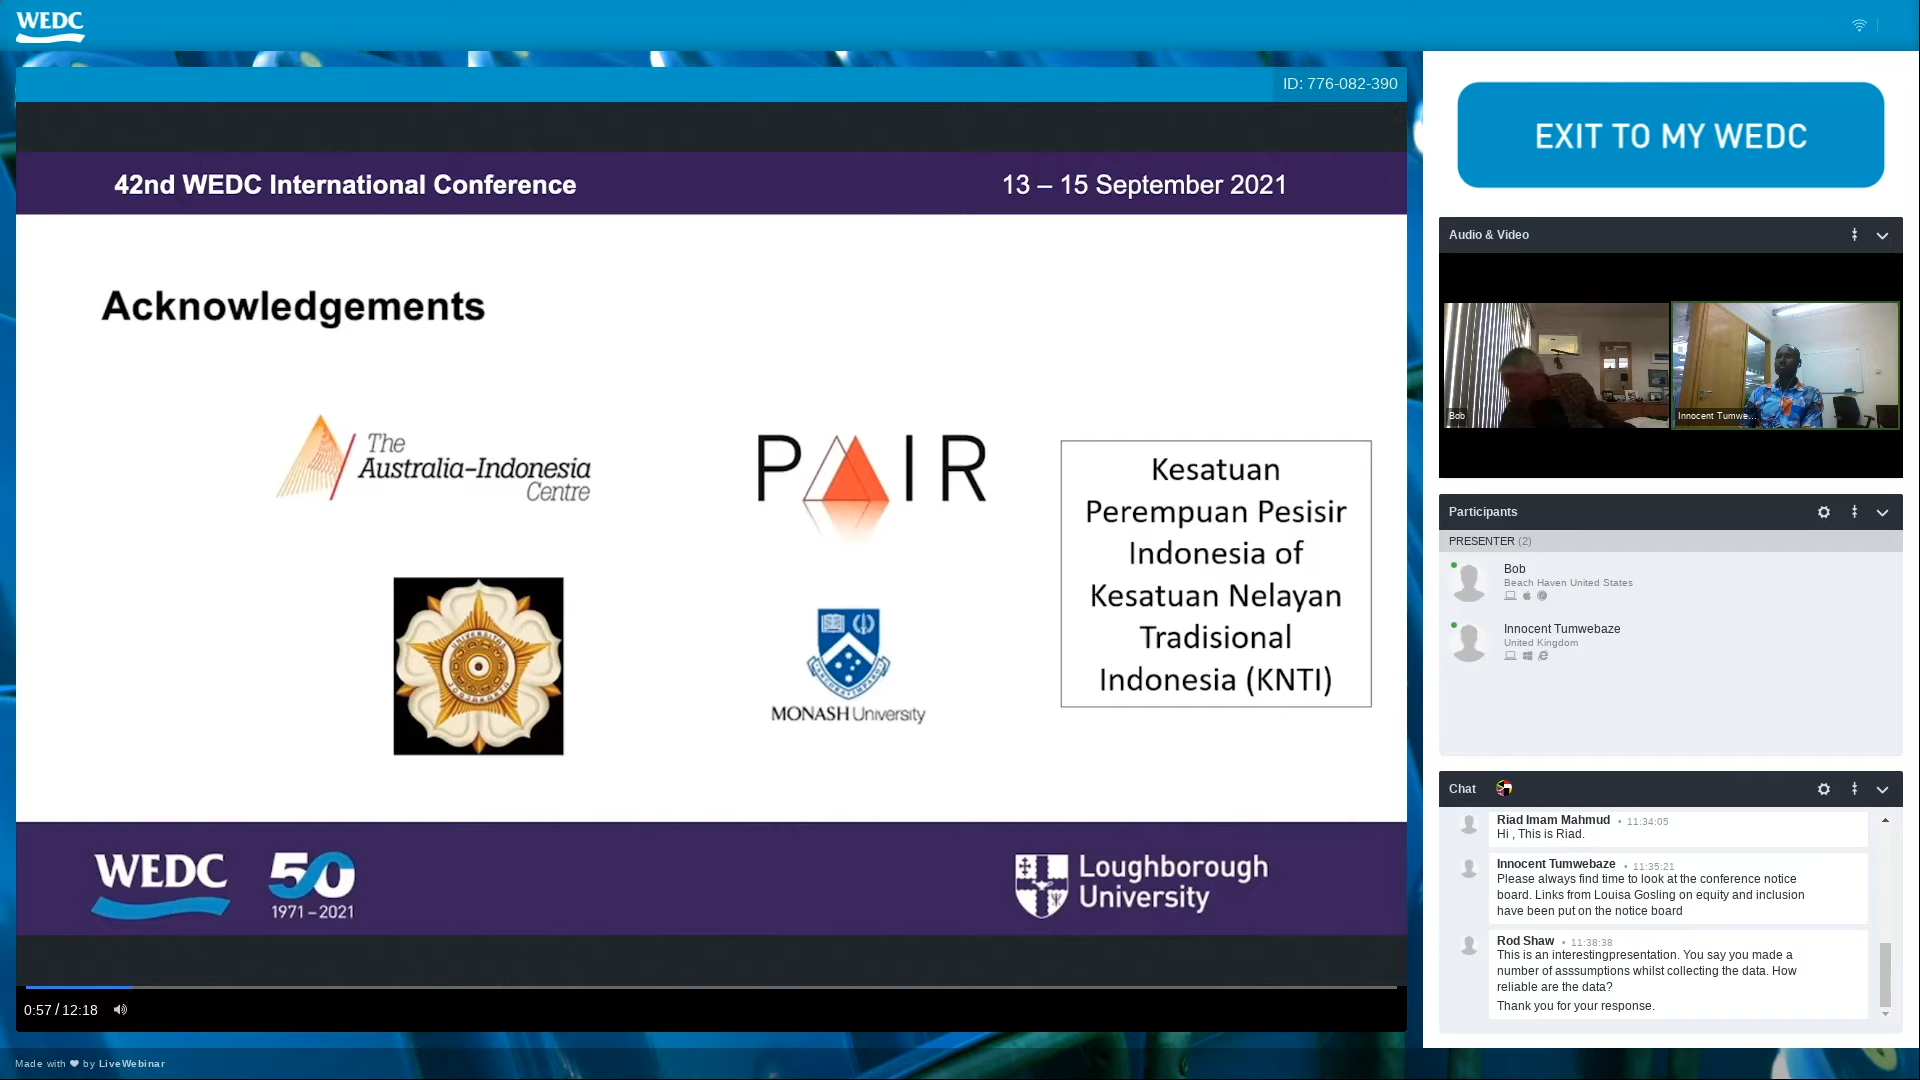 WEDC
ID: 776-082-390
42nd WEDC International Conference
13 – 15 September 2021
Acknowledgements
The
Australia-Indonesia
Centre
PAIR
Kesatuan
Perempuan Pesisir
Indonesia of
Kesatuan Nelayan
Tradisional
Indonesia (KNTI)
MONASH University
WEDC
50
1971–2021
Loughborough
University
0:57 / 12:18
Made with by LiveWebinar
EXIT TO MY WEDC
Audio & Video
Bob
Innocent Tumwe...
Participants
PRESENTER (2)
Bob
Beach Haven United States
Innocent Tumwebaze
United Kingdom
Chat
Riad Imam Mahmud • 11:34:05
Hi , This is Riad.
Innocent Tumwebaze • 11:35:21
Please always find time to look at the conference notice
board. Links from Louisa Gosling on equity and inclusion
have been put on the notice board
Rod Shaw • 11:38:38
This is an interestingpresentation. You say you made a
number of asssumptions whilst collecting the data. How
reliable are the data?
Thank you for your response.